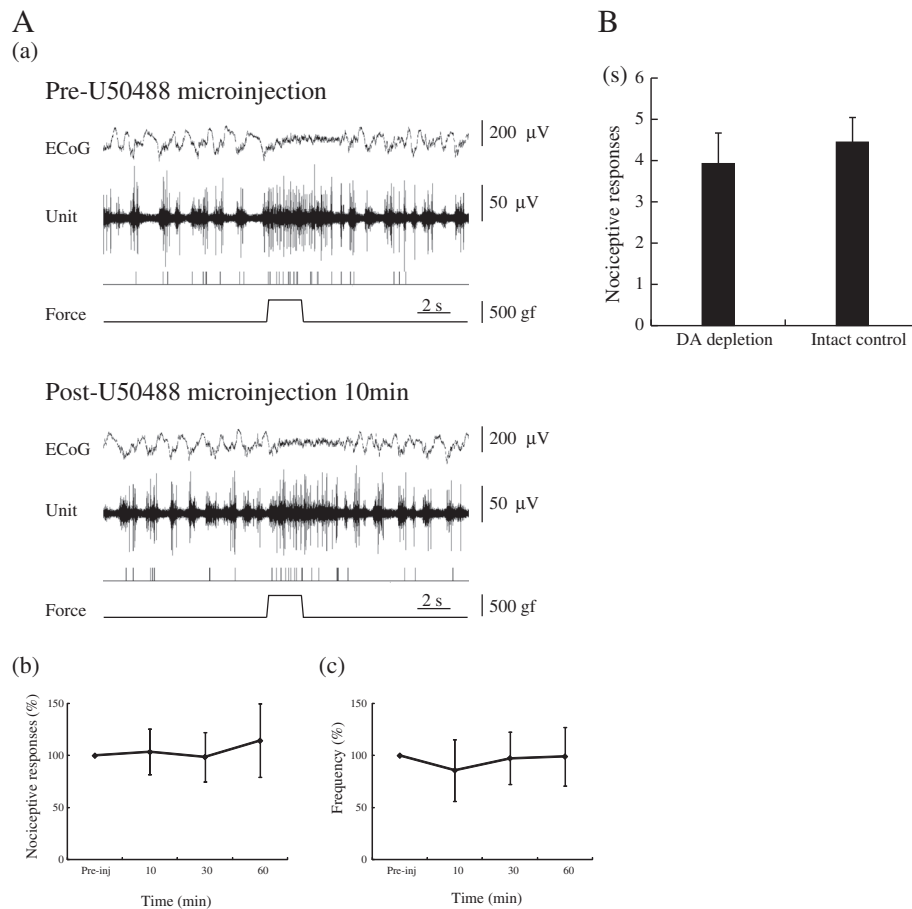 A
(a)
Pre-U50488 microinjection
ECoG
200 μV
Unit
50 μV
Force
2 s
500 gf
Post-U50488 microinjection 10min
ECoG
200 μV
Unit
50 μV
Force
2 s
500 gf
B
(s)
Nociceptive responses
6
5
4
3
2
1
0
DA depletion
Intact control
(b)
Nociceptive responses (%)
150
100
50
0
Pre-inj
10
30
60
Time (min)
(c)
Frequency (%)
150
100
50
0
Pre-inj
10
30
60
Time (min)